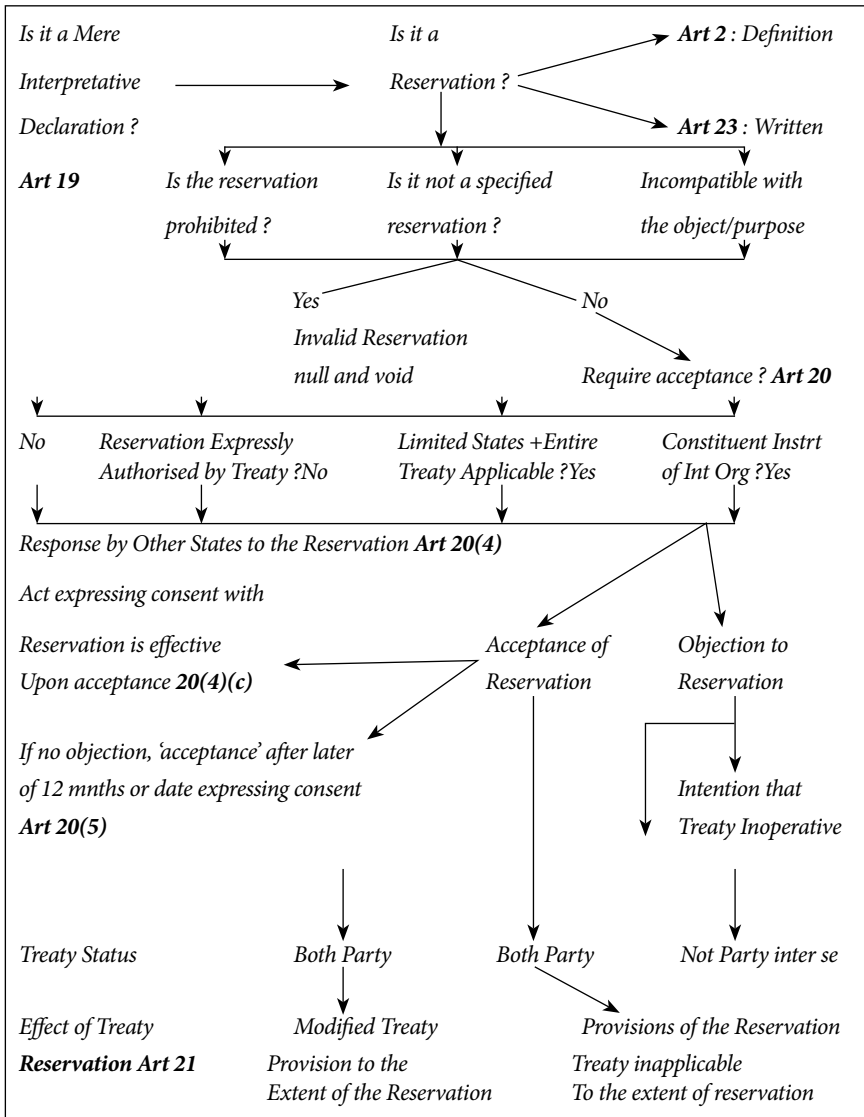 Is it a Mere Is it a Art 2 : Definition
Interpretative Reservation ?
Declaration ? Art 23 : Written
Art 19 Is the reservation Is it not a specified Incompatible with
prohibited ? reservation ? the object/purpose
Yes No
Invalid Reservation
null and void Require acceptance ? Art 20
No Reservation Expressly Limited States +Entire Constituent Instrt
Authorised by Treaty ?No Treaty Applicable ?Yes of Int Org ?Yes
Response by Other States to the Reservation Art 20(4)
Act expressing consent with
Reservation is effective Acceptance of Objection to
Upon acceptance 20(4)(c) Reservation Reservation
If no objection, ‘acceptance’ after later
of 12 mnths or date expressing consent Intention that
Art 20(5) Treaty Inoperative
Treaty Status Both Party Both Party Not Party inter se
Effect of Treaty Modified Treaty Provisions of the Reservation
Reservation Art 21 Provision to the Treaty inapplicable
Extent of the Reservation To the extent of reservation